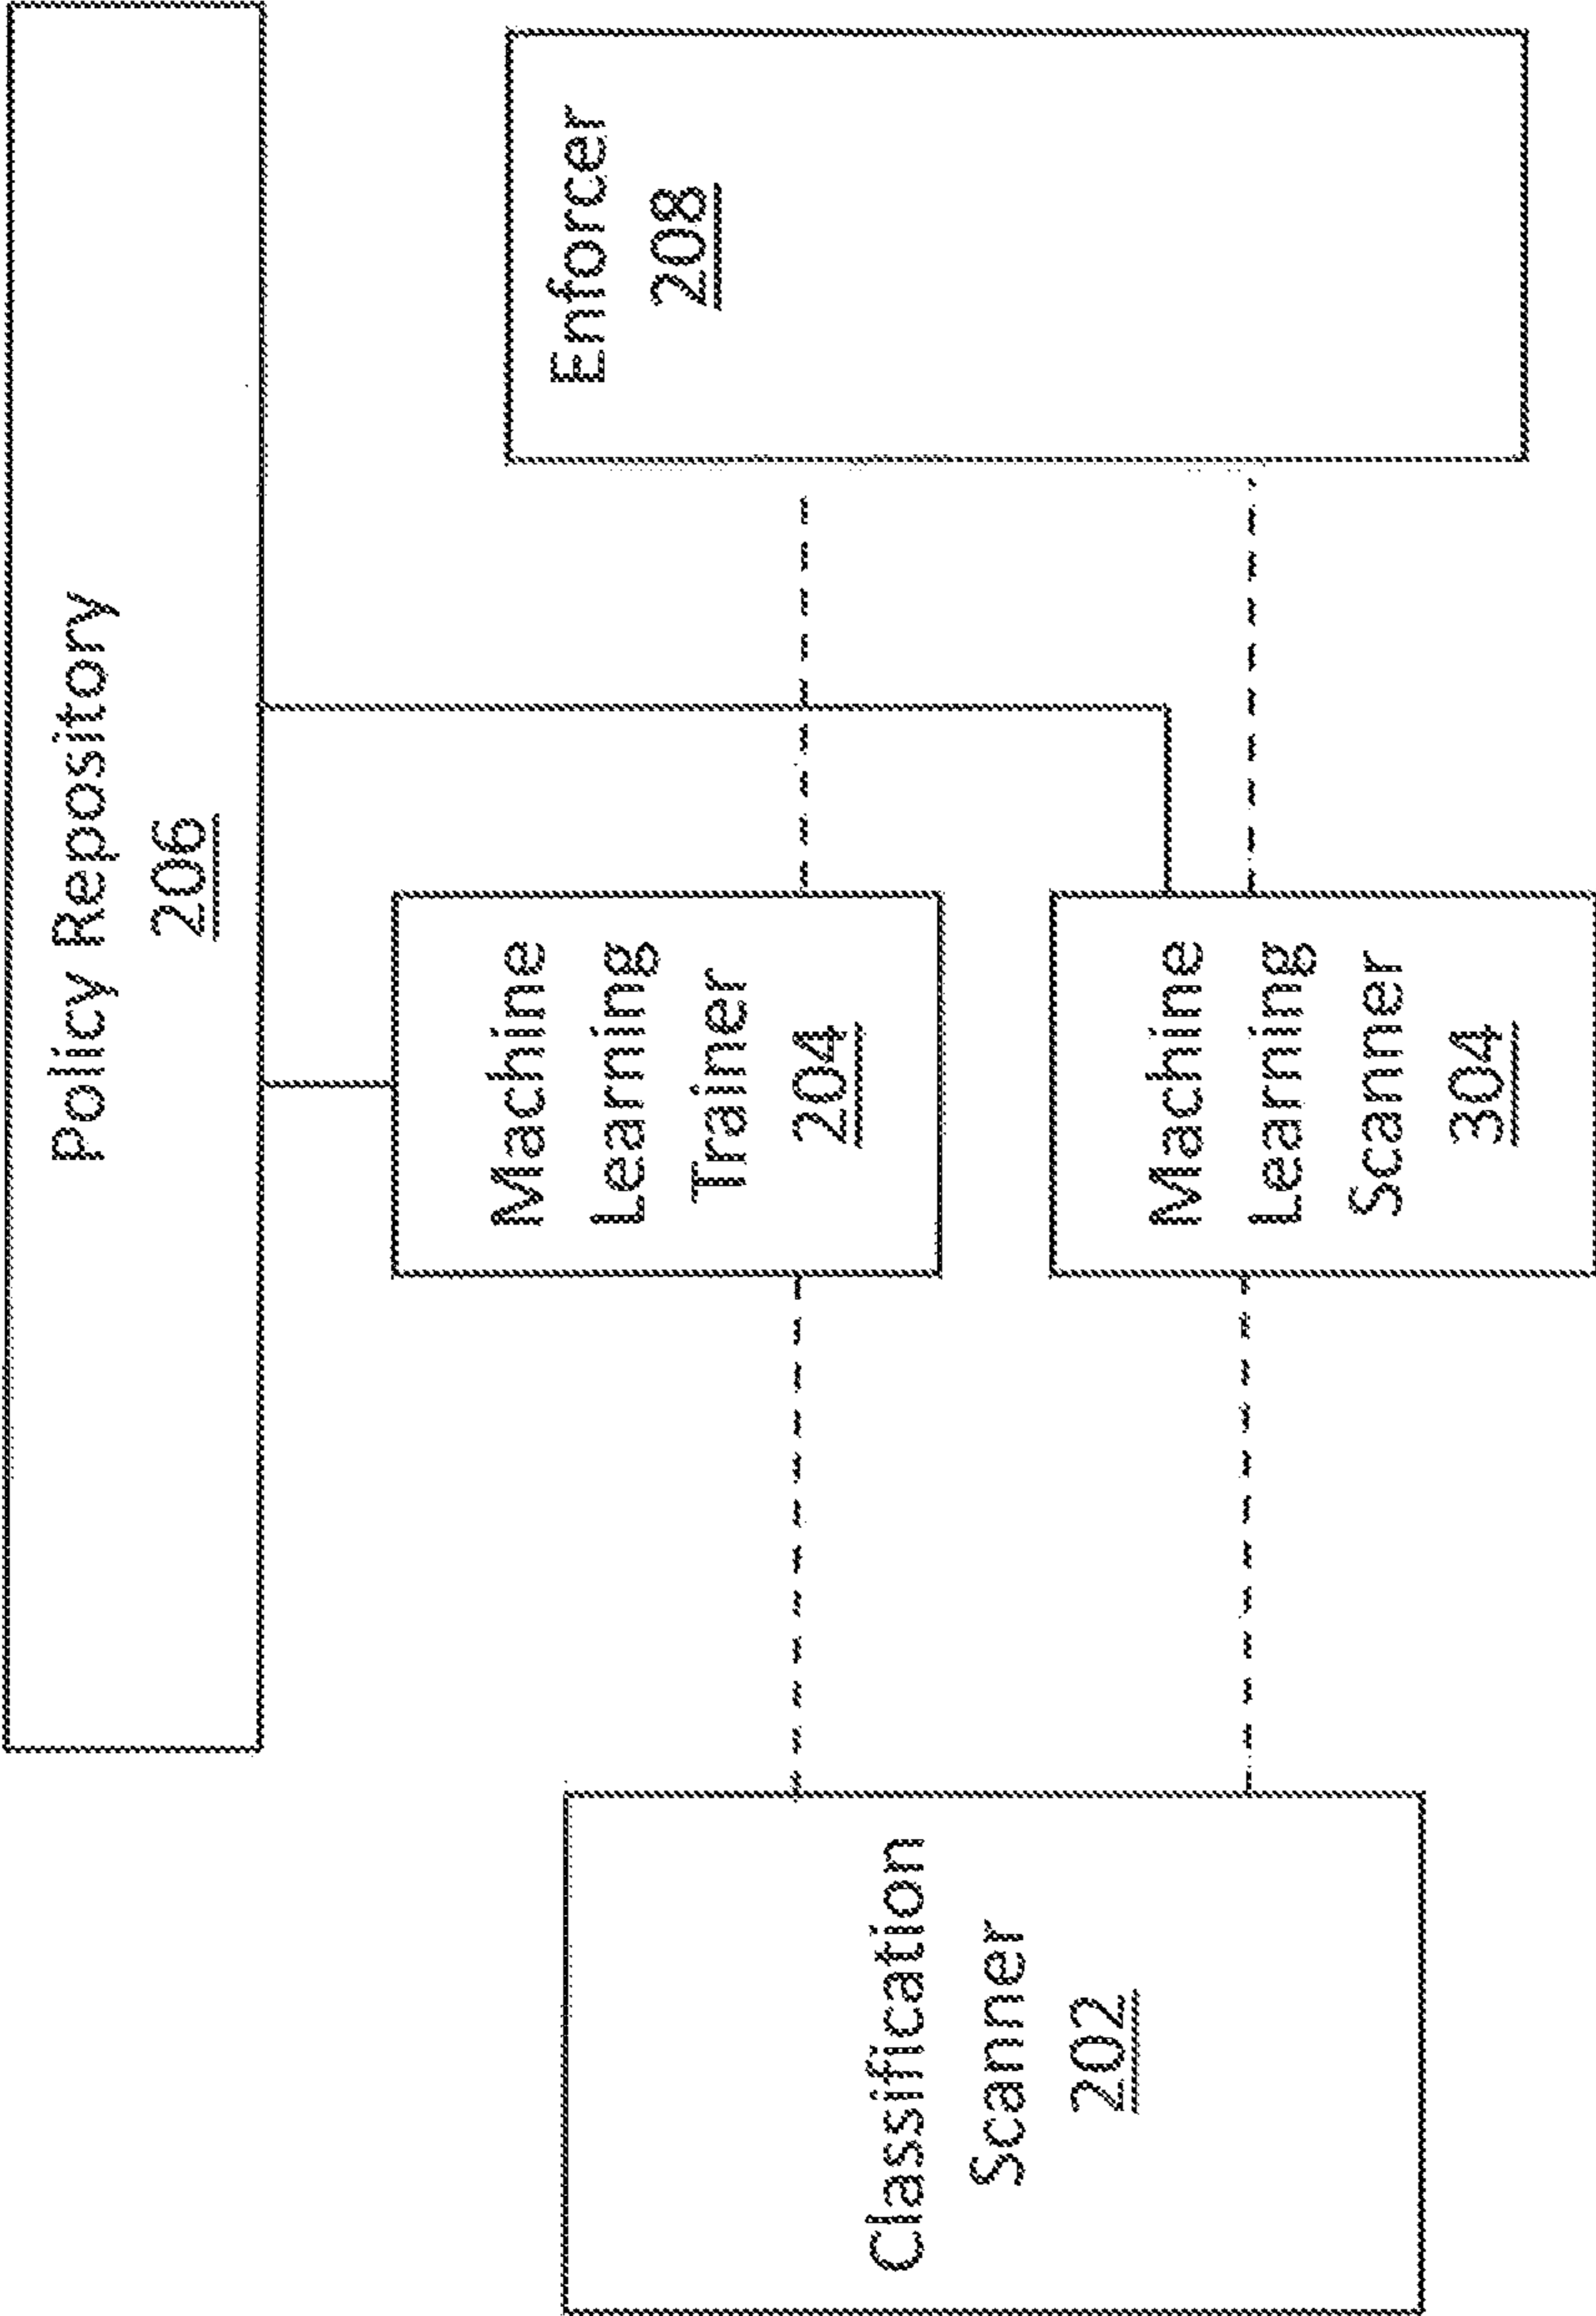 Policy Repository
206
Classification
Scanner
202
Machine
Learning
Trainer
204
Machine
Learning
Scanner
304
Enforcer
208